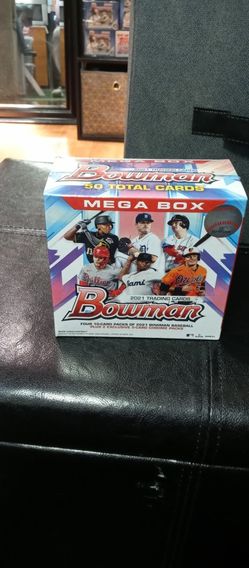 Bowman
50 TOTAL CARDS
MEGA BOX
Miami
Bowman
2021 TRADING CARDS
FOUR 10-CARD PACKS OF 2021 BOWMAN BASEBALL
PLUS 2 EXCLUSIVE 5-CARD CHROME PACKS